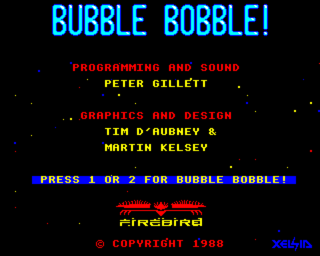 BUBBLE BOBBLE!
PROGRAMMING AND SOUND
PETER GILLETT
GRAPHICS AND DESIGN
TIM D'AUBNEY &
MARTIN KELSEY
PRESS 1 OR 2 FOR BUBBLE BOBBLE!
FIREBIRD
© COPYRIGHT 1988